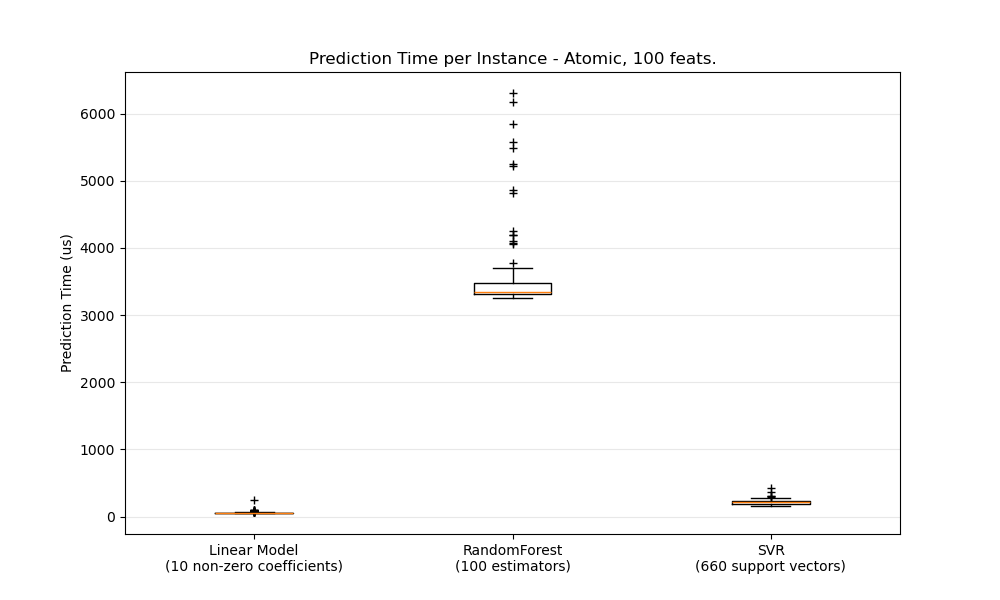 Prediction Time per Instance - Atomic, 100 feats.
Prediction Time (us)
6000
5000
4000
3000
2000
1000
0
Linear Model
(10 non-zero coefficients)
RandomForest
(100 estimators)
SVR
(660 support vectors)